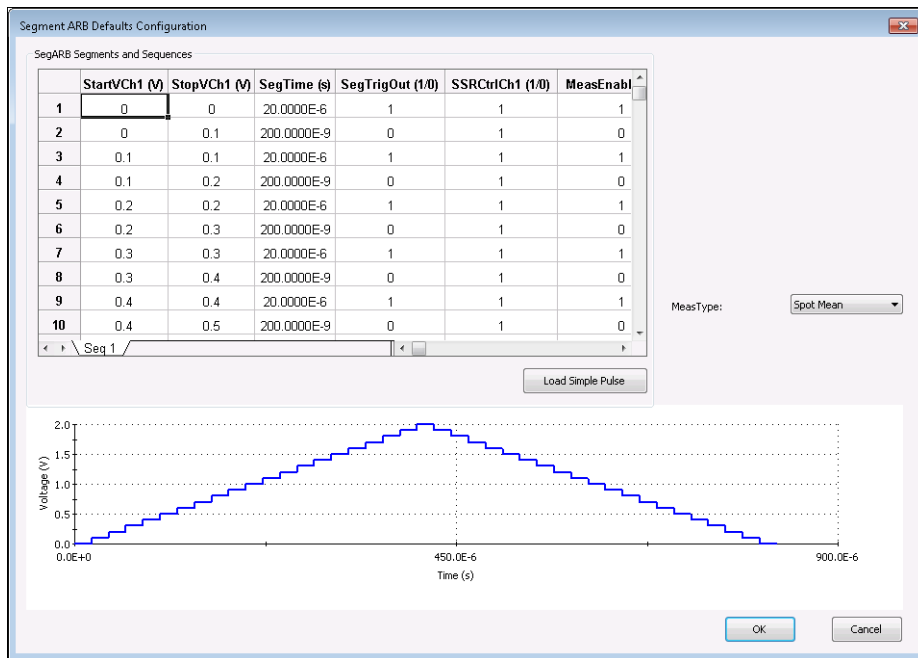 Segment ARB Defaults Configuration
SegARB Segments and Sequences
StartVCh1 (V) StopVCh1 (V) SegTime (s) SegTrigOut (1/0) SSRCtrlCh1 (1/0) MeasEnabl
1 0 0 20.0000E-6 1 1 1
2 0 0.1 200.0000E-9 0 1 0
3 0.1 0.1 20.0000E-6 1 1 1
4 0.1 0.2 200.0000E-9 0 1 0
5 0.2 0.2 20.0000E-6 1 1 1
6 0.2 0.3 200.0000E-9 0 1 0
7 0.3 0.3 20.0000E-6 1 1 1
8 0.3 0.4 200.0000E-9 0 1 0
9 0.4 0.4 20.0000E-6 1 1 1
10 0.4 0.5 200.0000E-9 0 1 0
Seq 1
MeasType: Spot Mean
Load Simple Pulse
2.0
1.5
1.0
0.5
0.0
Voltage (V)
0.0E+0 450.0E-6 900.0E-6
Time (s)
OK Cancel